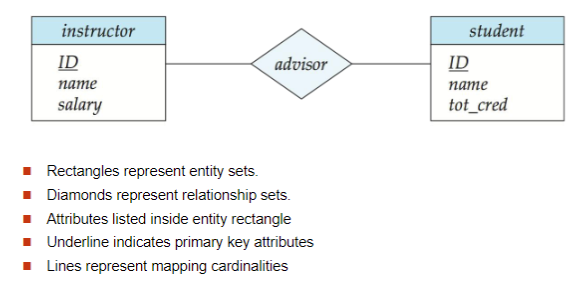 instructor
ID
name
salary
advisor
student
ID
name
tot_cred
Rectangles represent entity sets.
Diamonds represent relationship sets.
Attributes listed inside entity rectangle
Underline indicates primary key attributes
Lines represent mapping cardinalities